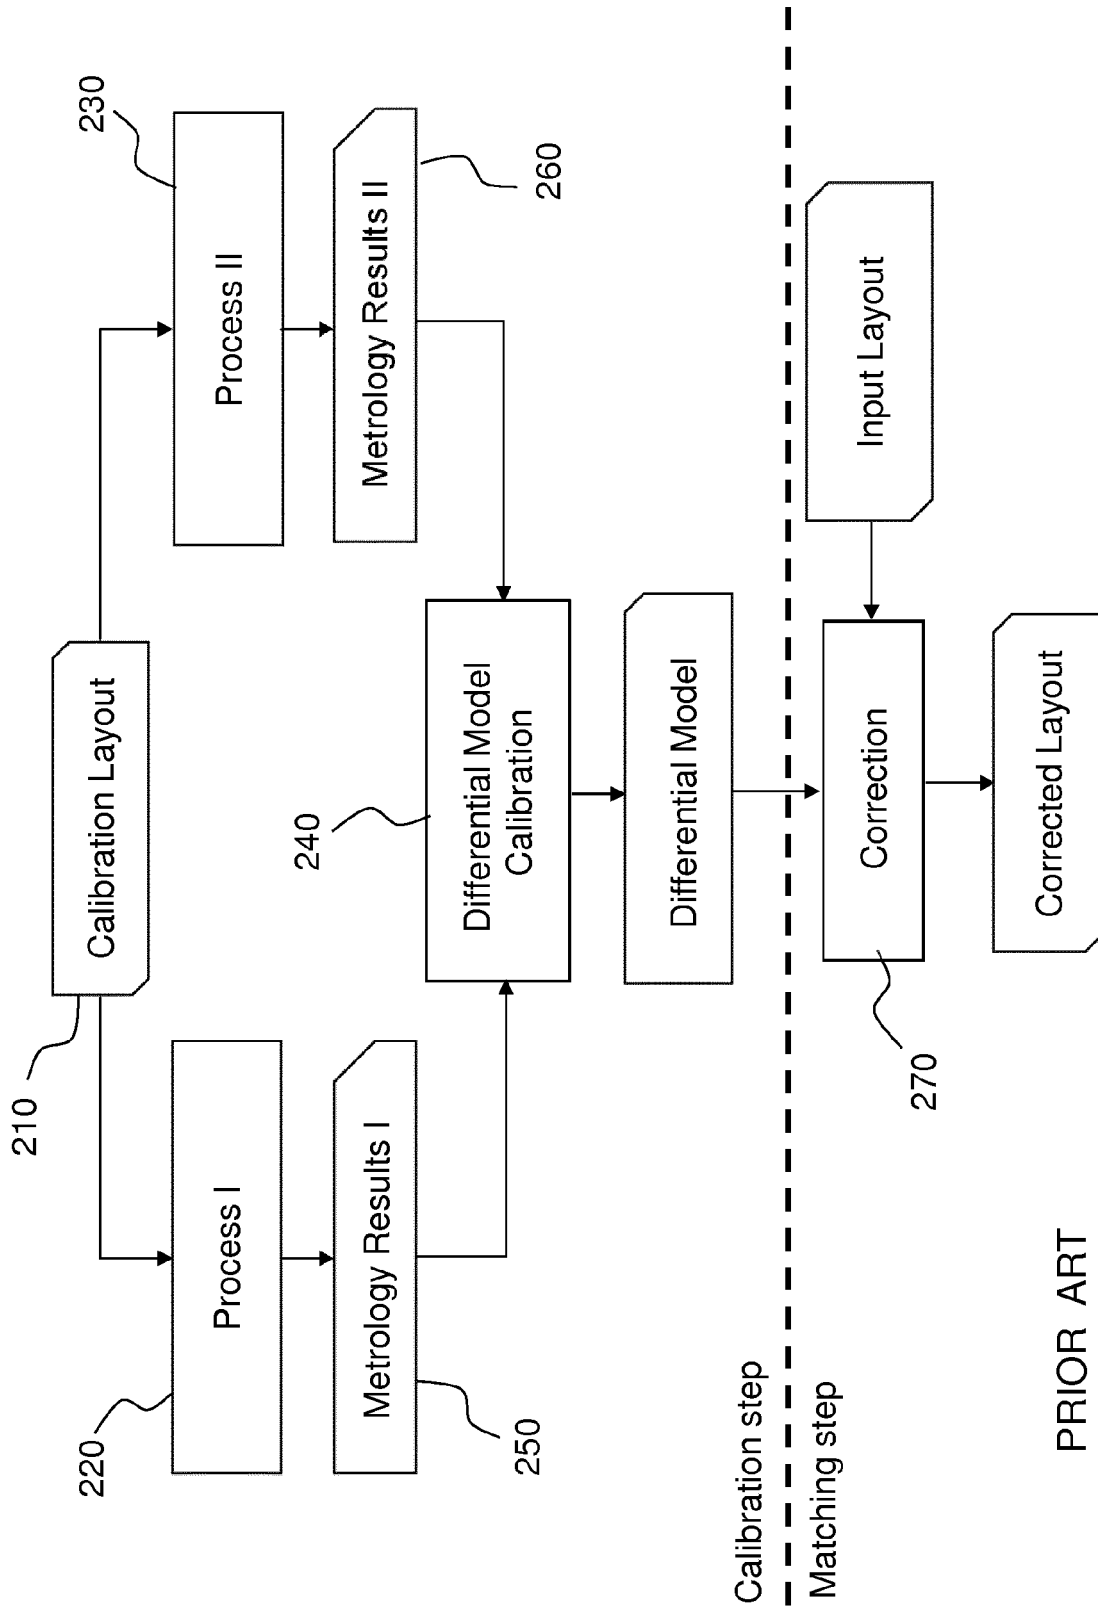 210
Calibration Layout
220
Process I
230
Process II
250
Metrology Results I
260
Metrology Results II
240
Differential Model
Calibration
Differential Model
Calibration step
Matching step
270
Correction
Input Layout
Corrected Layout
PRIOR ART